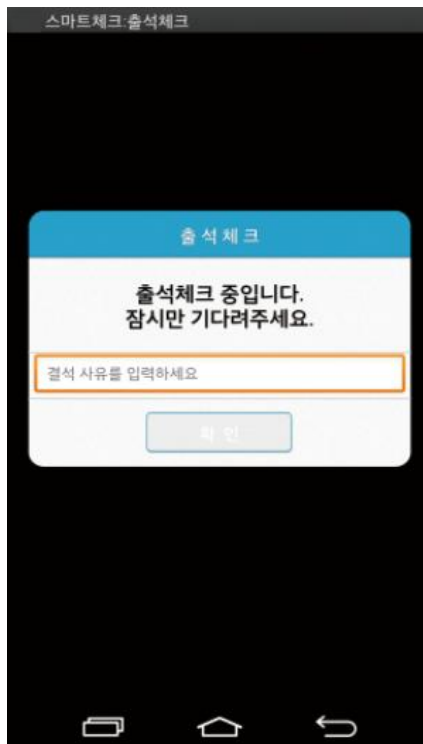 스마트체크:출석체크
출 석 체 크
출석체크 중입니다.
잠시만 기다려주세요.
결석 사유를 입력하세요
확 인